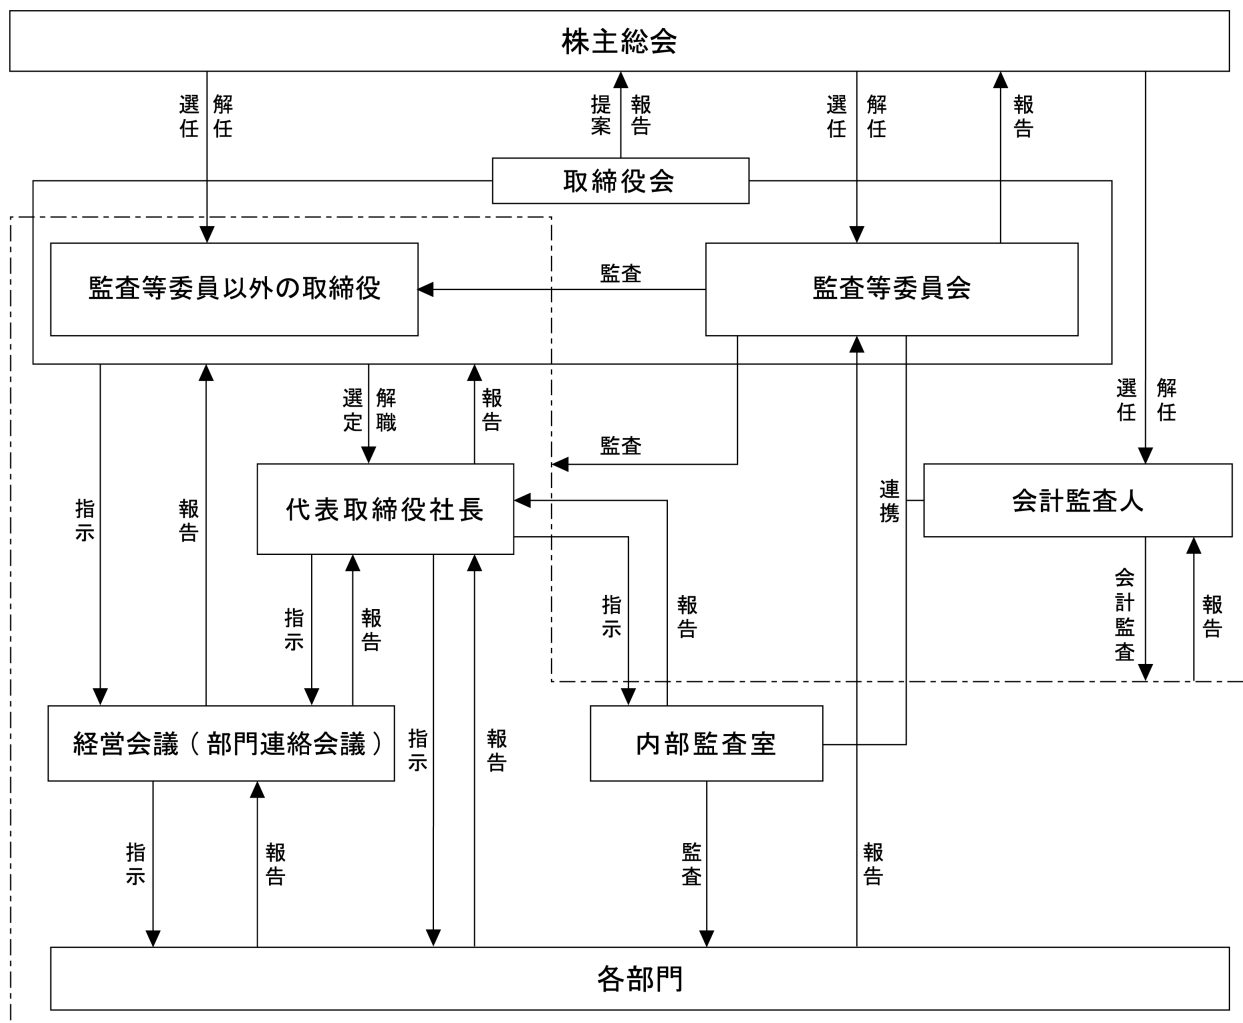 株主総会
選任
解任
提案
報告
選任
解任
報告
取締役会
監査等委員以外の取締役
監査
監査等委員会
選定
解職
報告
選任
解任
監査
指示
報告
代表取締役社長
連携
会計監査人
指示
報告
指示
報告
会計監査
報告
経営会議（部門連絡会議）
指示
報告
内部監査室
指示
報告
監査
報告
各部門